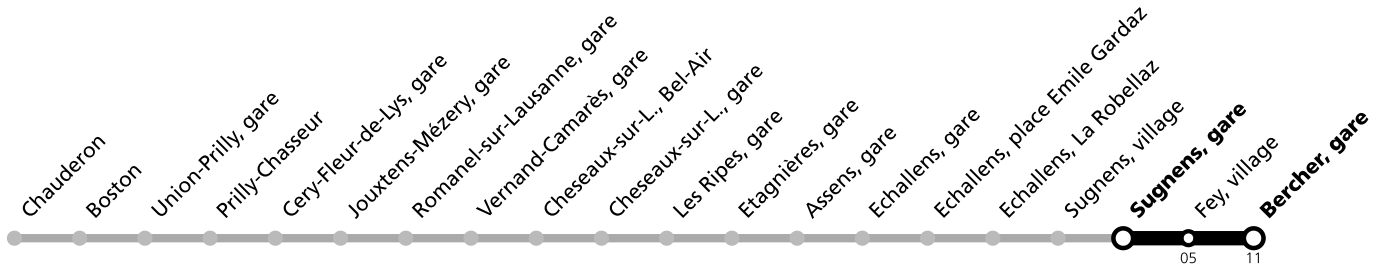 Chauderon
Boston
Union-Prilly, gare
Prilly-Chasseur
Cery-Fleur-de-Lys, gare
Jouxtens-Mézery, gare
Romanel-sur-Lausanne, gare
Vernand-Camarès, gare
Cheseaux-sur-L., Bel-Air
Cheseaux-sur-L., gare
Les Ripes, gare
Etagnières, gare
Assens, gare
Echallens, gare
Echallens, place Emile Gardaz
Echallens, La Robellaz
Sugnens, village
Sugnens, gare
Fey, village
Bercher, gare
05
11